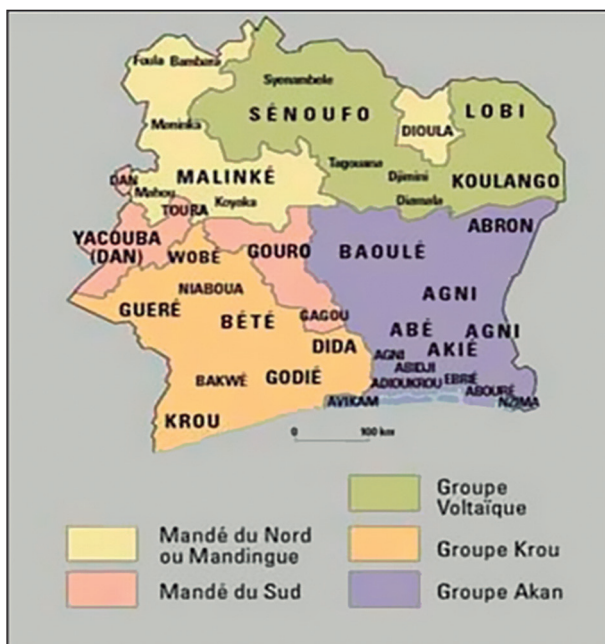 Foula Bambara
Syenambele
SÉNOUFO
LOBI
DIOULA
Maninka
Tagouana
MALINKÉ
Djimini
KOULANGO
DAN
Mahou
Koyaka
Diamala
TOURA
ABRON
YACOUBA
(DAN)
WOBÉ
GOURO
BAOULÉ
NIABOUA
AGNI
GUERÉ
BÉTÉ
GAGOU
ABÉ
AGNI
DIDA
AKIÉ
AGNI
ABIDJI
BAKWÉ
GODIÉ
ADIOUKROU
EBRIÉ
ABOURÉ
AVIKAM
NZIMA
KROU
0 100 km
Groupe
Voltaïque
Mandé du Nord
ou Mandingue
Groupe Krou
Mandé du Sud
Groupe Akan